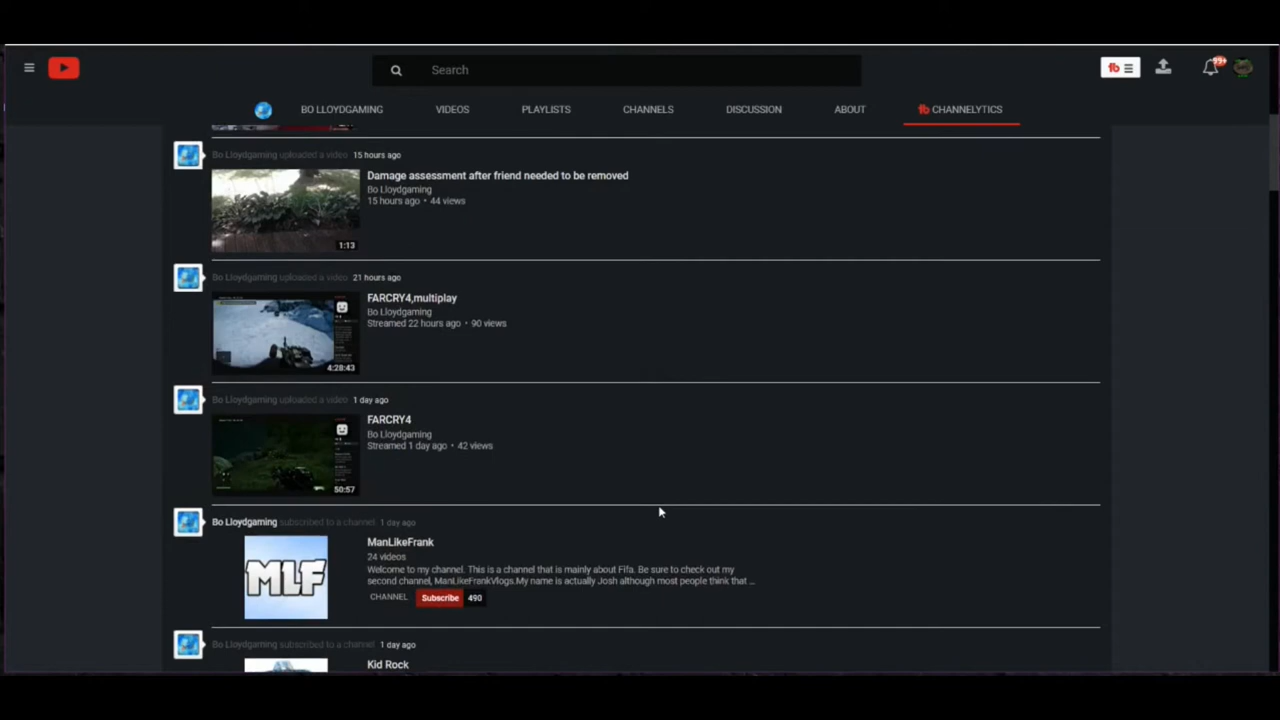 Search
99+
BO LLOYDGAMING VIDEOS PLAYLISTS CHANNELS DISCUSSION ABOUT CHANNELYTICS
Bo Lloydgaming uploaded a video 15 hours ago
Damage assessment after friend needed to be removed
Bo Lloydgaming
15 hours ago • 44 views
1:13
Bo Lloydgaming uploaded a video 21 hours ago
FARCRY4,multiplay
Bo Lloydgaming
Streamed 22 hours ago • 90 views
4:28:43
Bo Lloydgaming uploaded a video 1 day ago
FARCRY4
Bo Lloydgaming
Streamed 1 day ago • 42 views
50:57
Bo Lloydgaming subscribed to a channel 1 day ago
MLF
ManLikeFrank
24 videos
Welcome to my channel. This is a channel that is mainly about Fifa. Be sure to check out my
second channel, ManLikeFrankVlogs.My name is actually Josh although most people think that ...
CHANNEL Subscribe 490
Bo Lloydgaming subscribed to a channel 1 day ago
Kid Rock